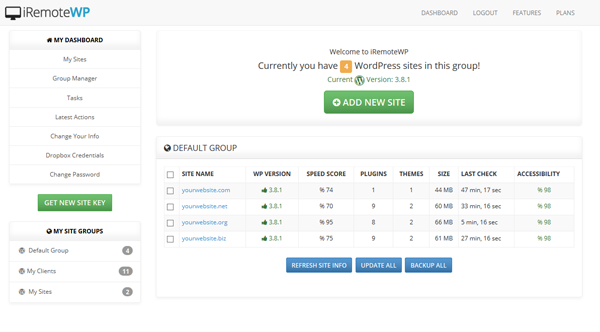 iRemoteWP
DASHBOARD LOGOUT FEATURES PLANS
MY DASHBOARD
My Sites
Group Manager
Tasks
Latest Actions
Change Your Info
Dropbox Credentials
Change Password
GET NEW SITE KEY
MY SITE GROUPS
Default Group 4
My Clients 11
My Sites 2
Welcome to iRemoteWP
Currently you have 4 WordPress sites in this group!
Current Version: 3.8.1
ADD NEW SITE
DEFAULT GROUP
SITE NAME WP VERSION SPEED SCORE PLUGINS THEMES SIZE LAST CHECK ACCESSIBILITY
yourwebsite.com 3.8.1 % 74 1 1 44 MB 47 min, 17 sec % 98
yourwebsite.net 3.8.1 % 70 9 2 60 MB 33 min, 16 sec % 98
yourwebsite.org 3.8.1 % 95 8 2 66 MB 5 min, 16 sec % 98
yourwebsite.biz 3.8.1 % 75 9 2 61 MB 27 min, 16 sec % 98
REFRESH SITE INFO UPDATE ALL BACKUP ALL